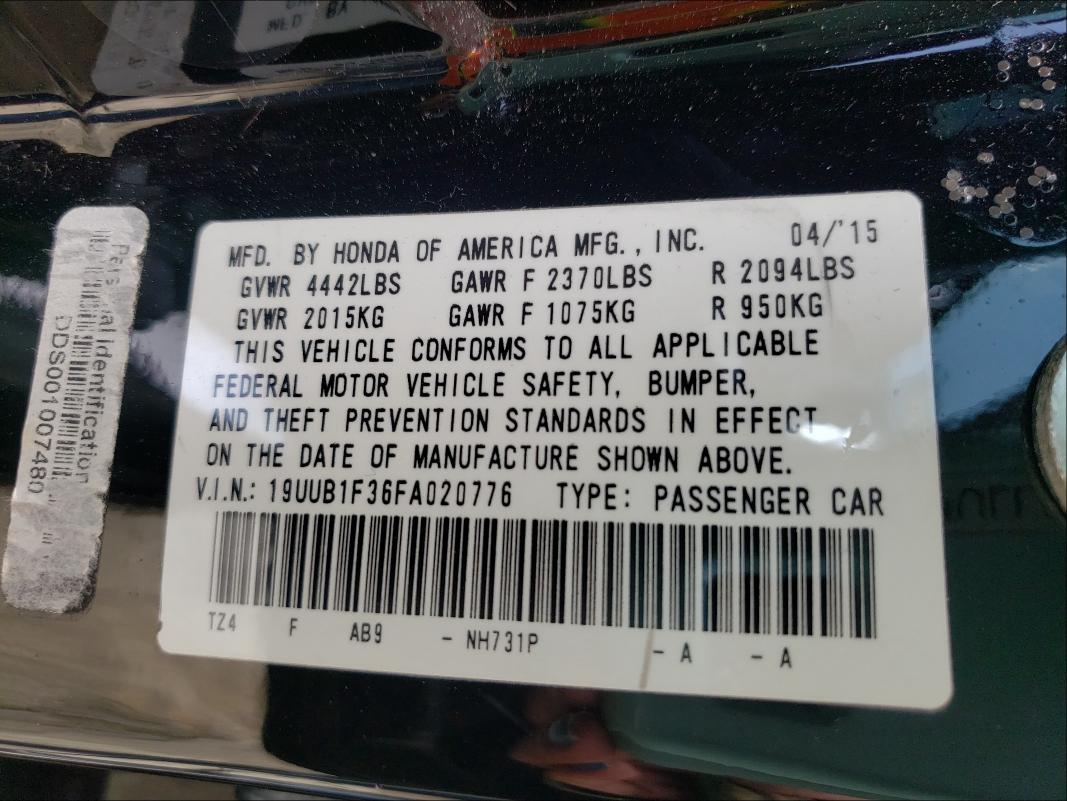 MFD. BY HONDA OF AMERICA MFG., INC. 04/'15
GVWR 4442LBS GAWR F 2370LBS R 2094LBS
GVWR 2015KG GAWR F 1075KG R 950KG
THIS VEHICLE CONFORMS TO ALL APPLICABLE
FEDERAL MOTOR VEHICLE SAFETY, BUMPER,
AND THEFT PREVENTION STANDARDS IN EFFECT
ON THE DATE OF MANUFACTURE SHOWN ABOVE.
V.I.N.: 19UUB1F36FA020776 TYPE: PASSENGER CAR
TZ4 F AB9 - NH731P - A - A
identification
DDS001007480